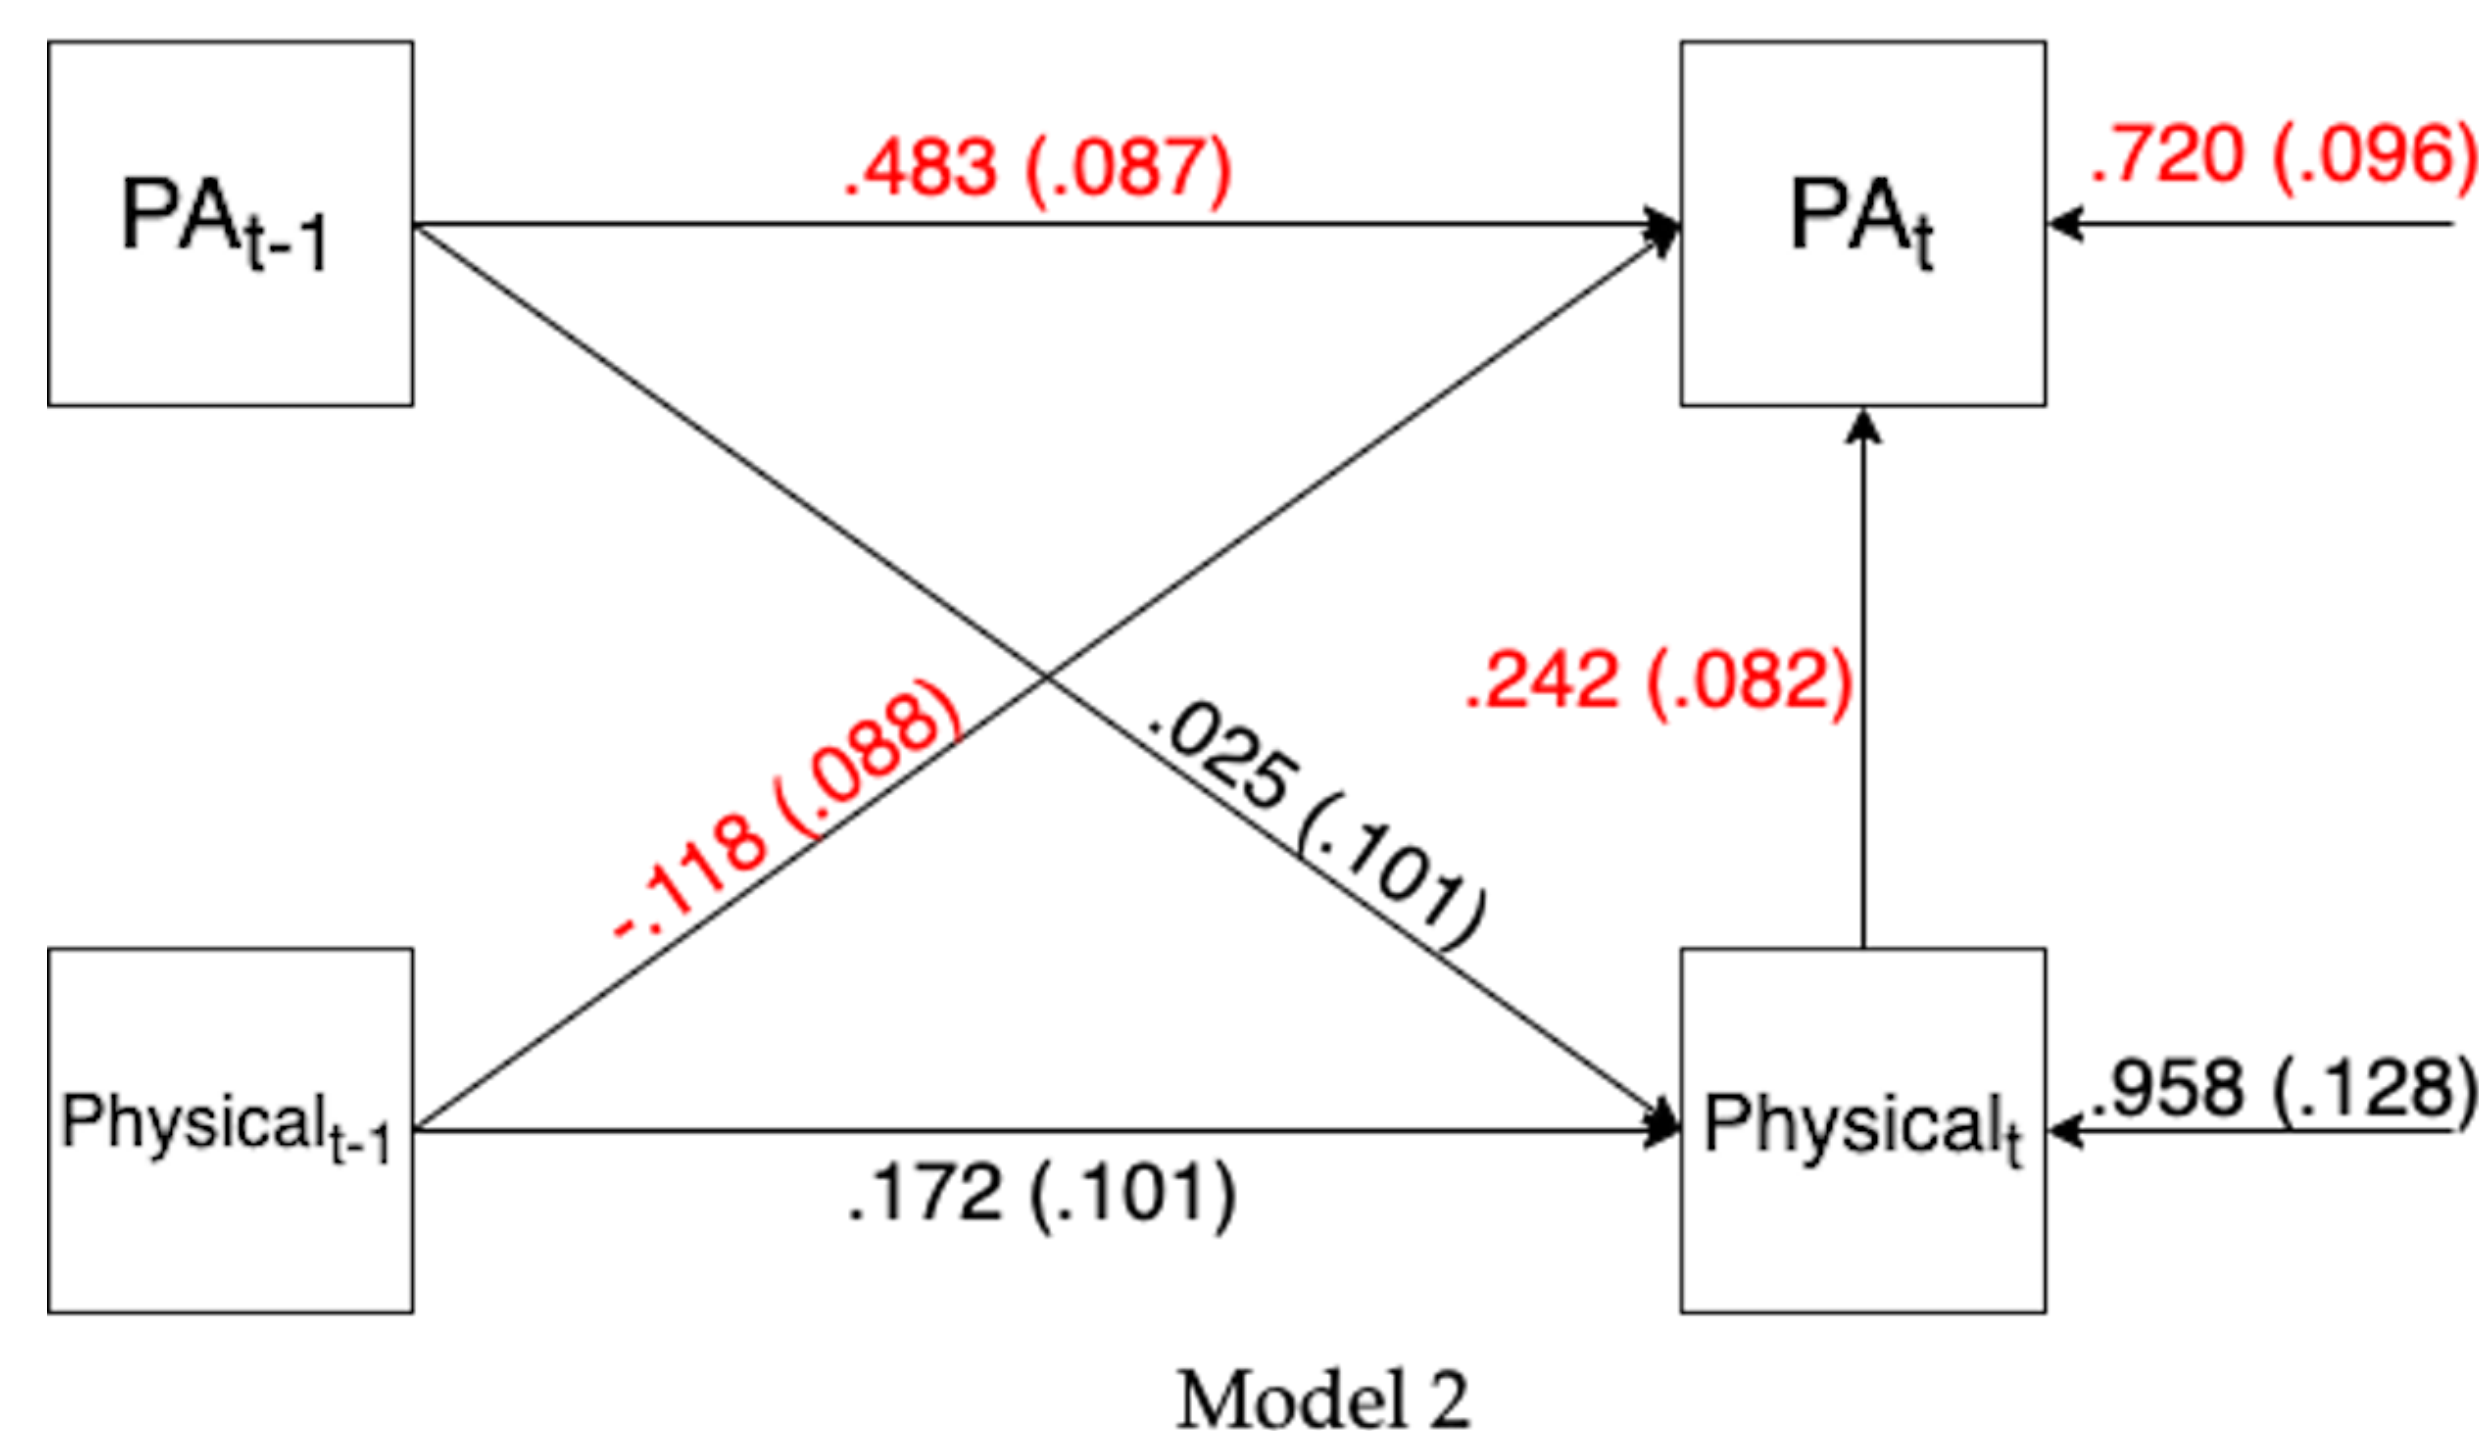 PAt-1
.483 (.087)
PAt
.720 (.096)
-.118 (.088)
.025 (.101)
.242 (.082)
Physicalt-1
.172 (.101)
Physicalt
.958 (.128)
Model 2